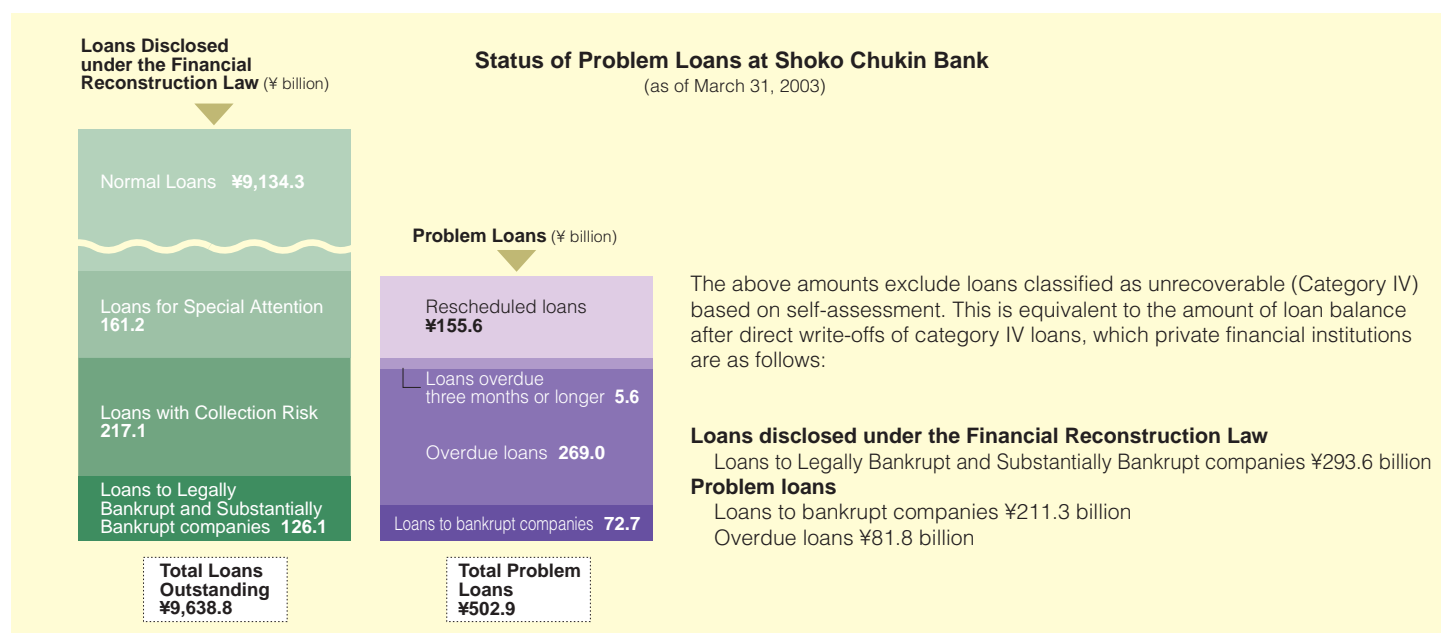 Loans Disclosed
under the Financial
Reconstruction Law (¥ billion)
Status of Problem Loans at Shoko Chukin Bank
(as of March 31, 2003)
Normal Loans ¥9,134.3
Loans for Special Attention
161.2
Loans with Collection Risk
217.1
Loans to Legally
Bankrupt and Substantially
Bankrupt companies 126.1
Total Loans
Outstanding
¥9,638.8
Problem Loans (¥ billion)
Rescheduled loans
¥155.6
Loans overdue
three months or longer 5.6
Overdue loans 269.0
Loans to bankrupt companies 72.7
Total Problem
Loans
¥502.9
The above amounts exclude loans classified as unrecoverable (Category IV)
based on self-assessment. This is equivalent to the amount of loan balance
after direct write-offs of category IV loans, which private financial institutions
are as follows:
Loans disclosed under the Financial Reconstruction Law
Loans to Legally Bankrupt and Substantially Bankrupt companies ¥293.6 billion
Problem loans
Loans to bankrupt companies ¥211.3 billion
Overdue loans ¥81.8 billion